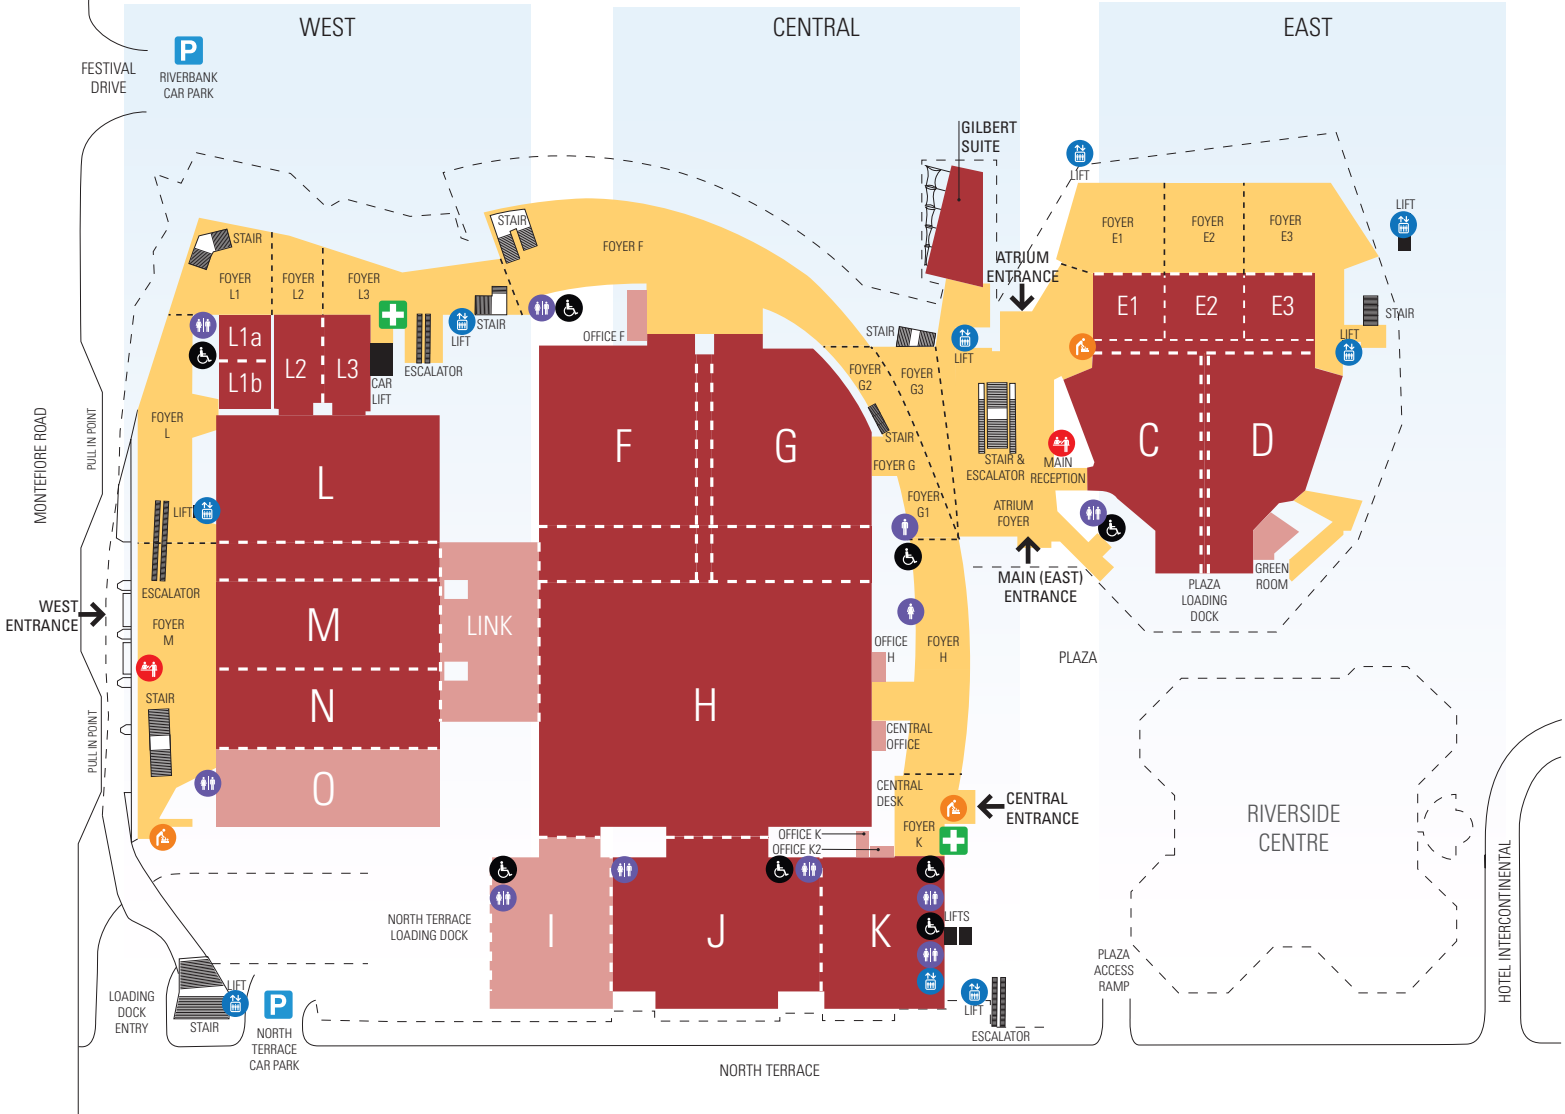 WEST
CENTRAL
EAST
P
RIVERBANK
CAR PARK
FESTIVAL
DRIVE
GILBERT
SUITE
LIFT
LIFT
STAIR
STAIR
FOYER F
FOYER
E1
FOYER
E2
FOYER
E3
FOYER
L1
FOYER
L2
FOYER
L3
ATRIUM
ENTRANCE
E1
E2
E3
STAIR
LIFT
L1a
L1b
L2
L3
CAR
LIFT
ESCALATOR
LIFT
STAIR
OFFICE F
STAIR
LIFT
FOYER
G2
FOYER
G3
STAIR
FOYER G
FOYER
G1
STAIR &
ESCALATOR
MAIN
RECEPTION
ATRIUM
FOYER
MONTEFIORE ROAD
PULL IN POINT
FOYER
L
LIFT
L
F
G
C
D
ESCALATOR
WEST
ENTRANCE
FOYER
M
M
LINK
MAIN (EAST)
ENTRANCE
PLAZA
LOADING
DOCK
GREEN
ROOM
OFFICE
H
FOYER
H
PLAZA
STAIR
N
H
PULL IN POINT
CENTRAL
OFFICE
O
CENTRAL
DESK
CENTRAL
ENTRANCE
FOYER
K
OFFICE K
OFFICE K2
RIVERSIDE
CENTRE
HOTEL INTERCONTINENTAL
NORTH TERRACE
LOADING DOCK
I
J
K
LIFTS
PLAZA
ACCESS
RAMP
LOADING
DOCK
ENTRY
LIFT
STAIR
P
NORTH
TERRACE
CAR PARK
LIFT
ESCALATOR
NORTH TERRACE